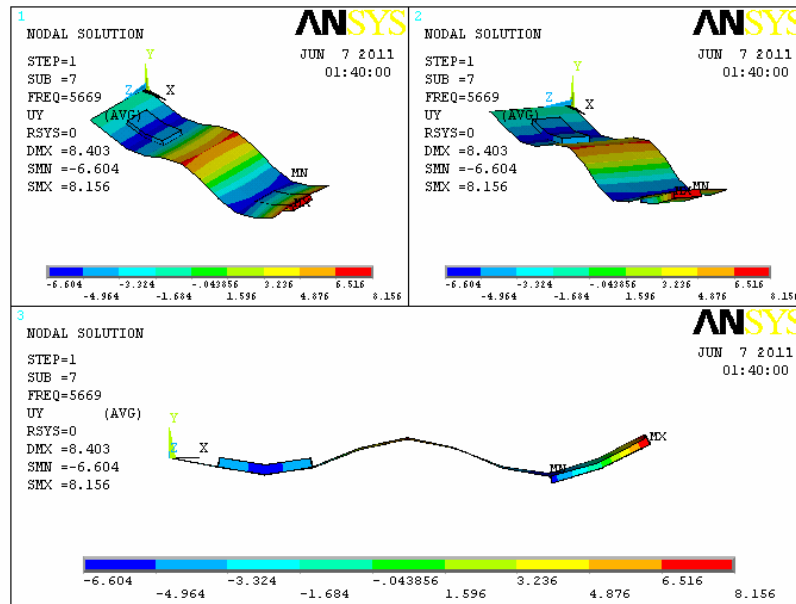 1
ANSYS
NODAL SOLUTION
JUN 7 2011
01:40:00
STEP=1
SUB =7
FREQ=5669
UY (AVG)
RSYS=0
DMX=8.403
SMN=-6.604
SMX=8.156
Y
Z
X
MN
MX
-6.604 -3.324 -.043856 3.236 6.516
-4.964 -1.684 1.596 4.876 8.156
2
ANSYS
NODAL SOLUTION
JUN 7 2011
01:40:00
STEP=1
SUB =7
FREQ=5669
UY (AVG)
RSYS=0
DMX=8.403
SMN=-6.604
SMX=8.156
Y
Z
X
MX MN
-6.604 -3.324 -.043856 3.236 6.516
-4.964 -1.684 1.596 4.876 8.156
3
ANSYS
NODAL SOLUTION
JUN 7 2011
01:40:00
STEP=1
SUB =7
FREQ=5669
UY (AVG)
RSYS=0
DMX=8.403
SMN=-6.604
SMX=8.156
Y
Z X
MX
MN
-6.604 -3.324 -.043856 3.236 6.516
-4.964 -1.684 1.596 4.876 8.156